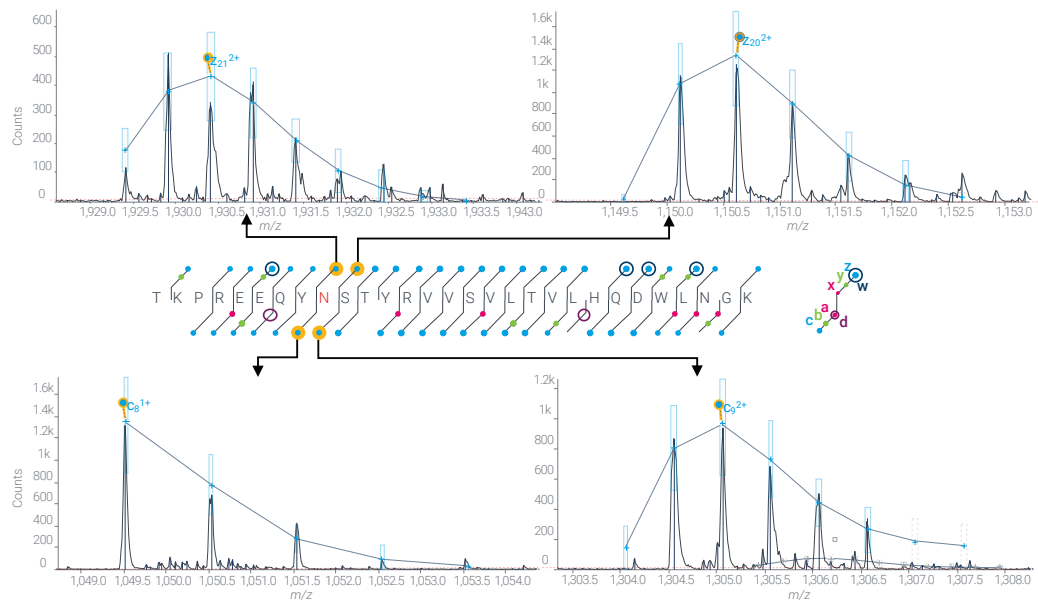 600
500
400
300
200
100
0
Counts
Z21 2+
1,929.0 1,929.5 1,930.0 1,930.5 1,931.0 1,931.5 1,932.0 1,932.5 1,933.0 1,933.5 1,943.0
m/z
1.6k
1.4k
1.2k
1k
800
600
400
200
0
Z20 2+
1,149.5 1,150.0 1,150.5 1,151.0 1,151.5 1,152.0 1,152.5 1,153.0
m/z
T K P R E E Q Y N S T Y R V V S V L T V L H Q D W L N G K
z
y
x
w
a
b
c
d
1.6k
1.4k
1.2k
1k
800
600
400
200
0
Counts
C8 1+
1,049.0 1,049.5 1,050.0 1,050.5 1,051.0 1,051.5 1,052.0 1,052.5 1,053.0 1,053.5 1,054.0
m/z
1.2k
1k
800
600
400
200
0
C9 2+
1,303.5 1,304.0 1,304.5 1,305.0 1,305.5 1,306.0 1,306.5 1,307.0 1,307.5 1,308.0
m/z